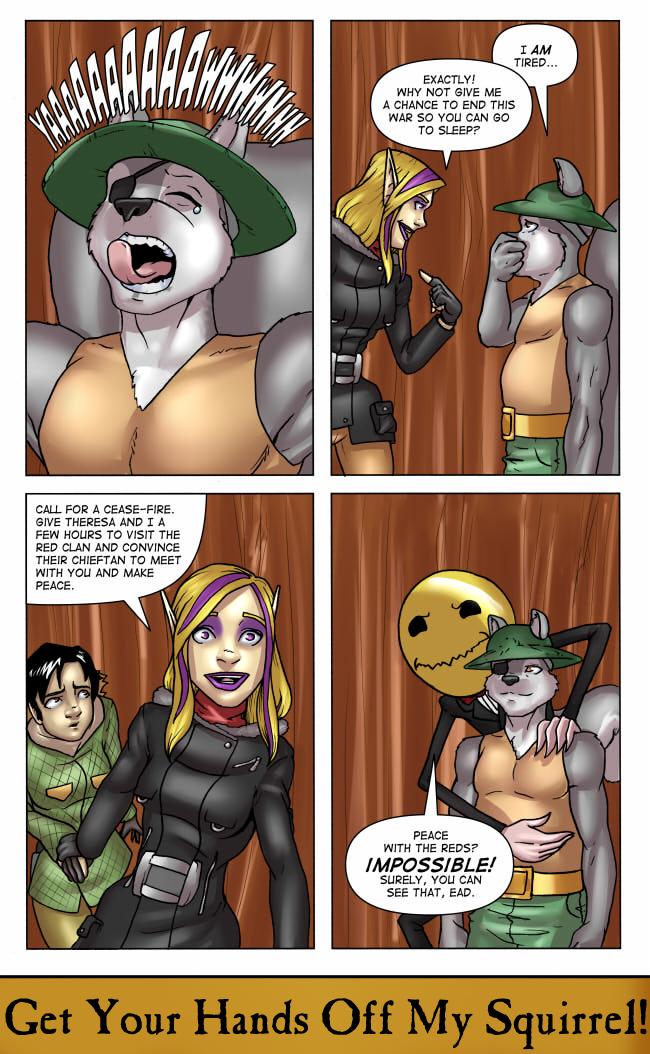 YAAAAAAAAAAAWWWWWHHH
I AM
TIRED...
EXACTLY!
WHY NOT GIVE ME
A CHANCE TO END THIS
WAR SO YOU CAN GO
TO SLEEP?
CALL FOR A CEASE-FIRE.
GIVE THERESA AND I A
FEW HOURS TO VISIT THE
RED CLAN AND CONVINCE
THEIR CHIEFTAN TO MEET
WITH YOU AND MAKE
PEACE.
PEACE
WITH THE REDS?
IMPOSSIBLE!
SURELY, YOU CAN
SEE THAT, EAD.
Get Your Hands Off My Squirrel!